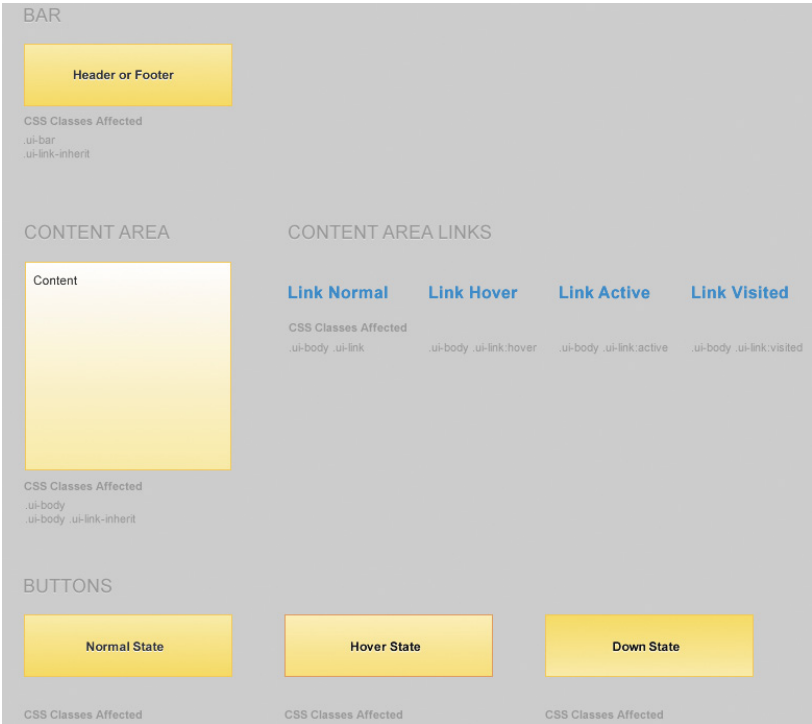 BAR
Header or Footer
CSS Classes Affected
.ui-bar
.ui-link-inherit
CONTENT AREA
CONTENT AREA LINKS
Content
Link Normal
Link Hover
Link Active
Link Visited
CSS Classes Affected
.ui-body .ui-link
.ui-body .ui-link:hover
.ui-body .ui-link:active
.ui-body .ui-link:visited
CSS Classes Affected
.ui-body
.ui-body .ui-link-inherit
BUTTONS
Normal State
Hover State
Down State
CSS Classes Affected
CSS Classes Affected
CSS Classes Affected